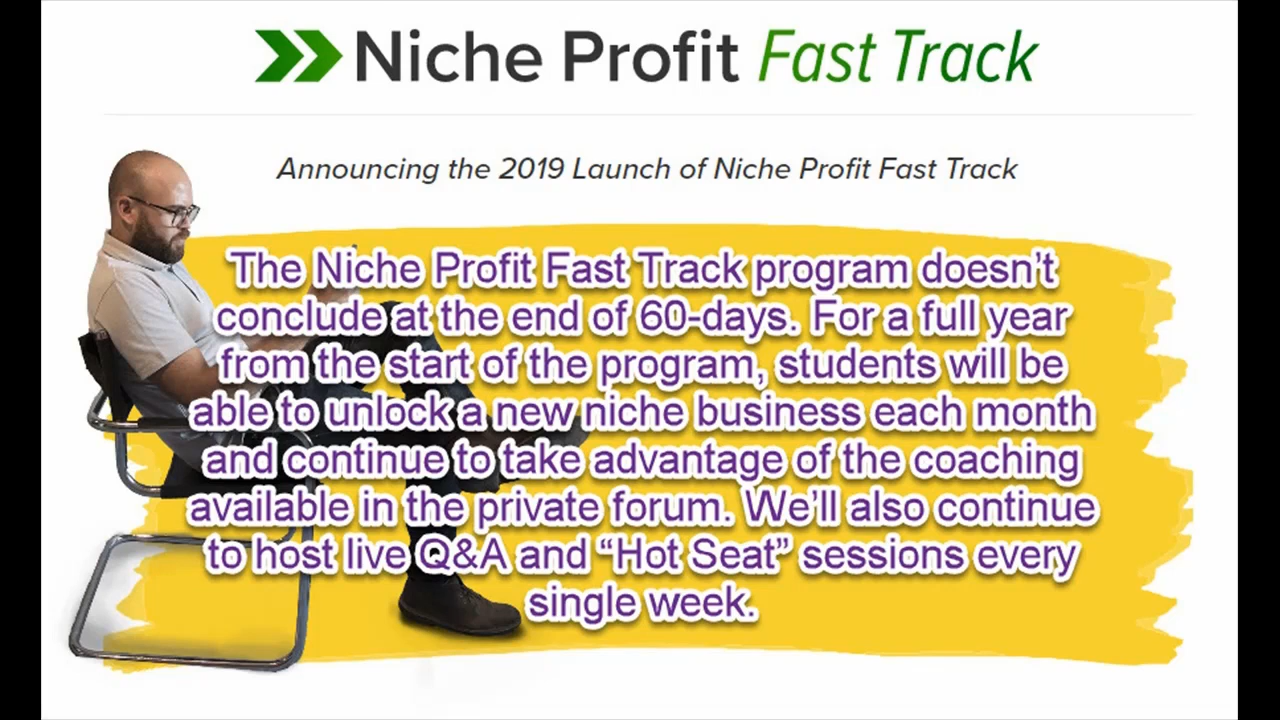 Niche Profit Fast Track
Announcing the 2019 Launch of Niche Profit Fast Track
The Niche Profit Fast Track program doesn’t
conclude at the end of 60-days. For a full year
from the start of the program, students will be
able to unlock a new niche business each month
and continue to take advantage of the coaching
available in the private forum. We’ll also continue
to host live Q&A and “Hot Seat” sessions every
single week.